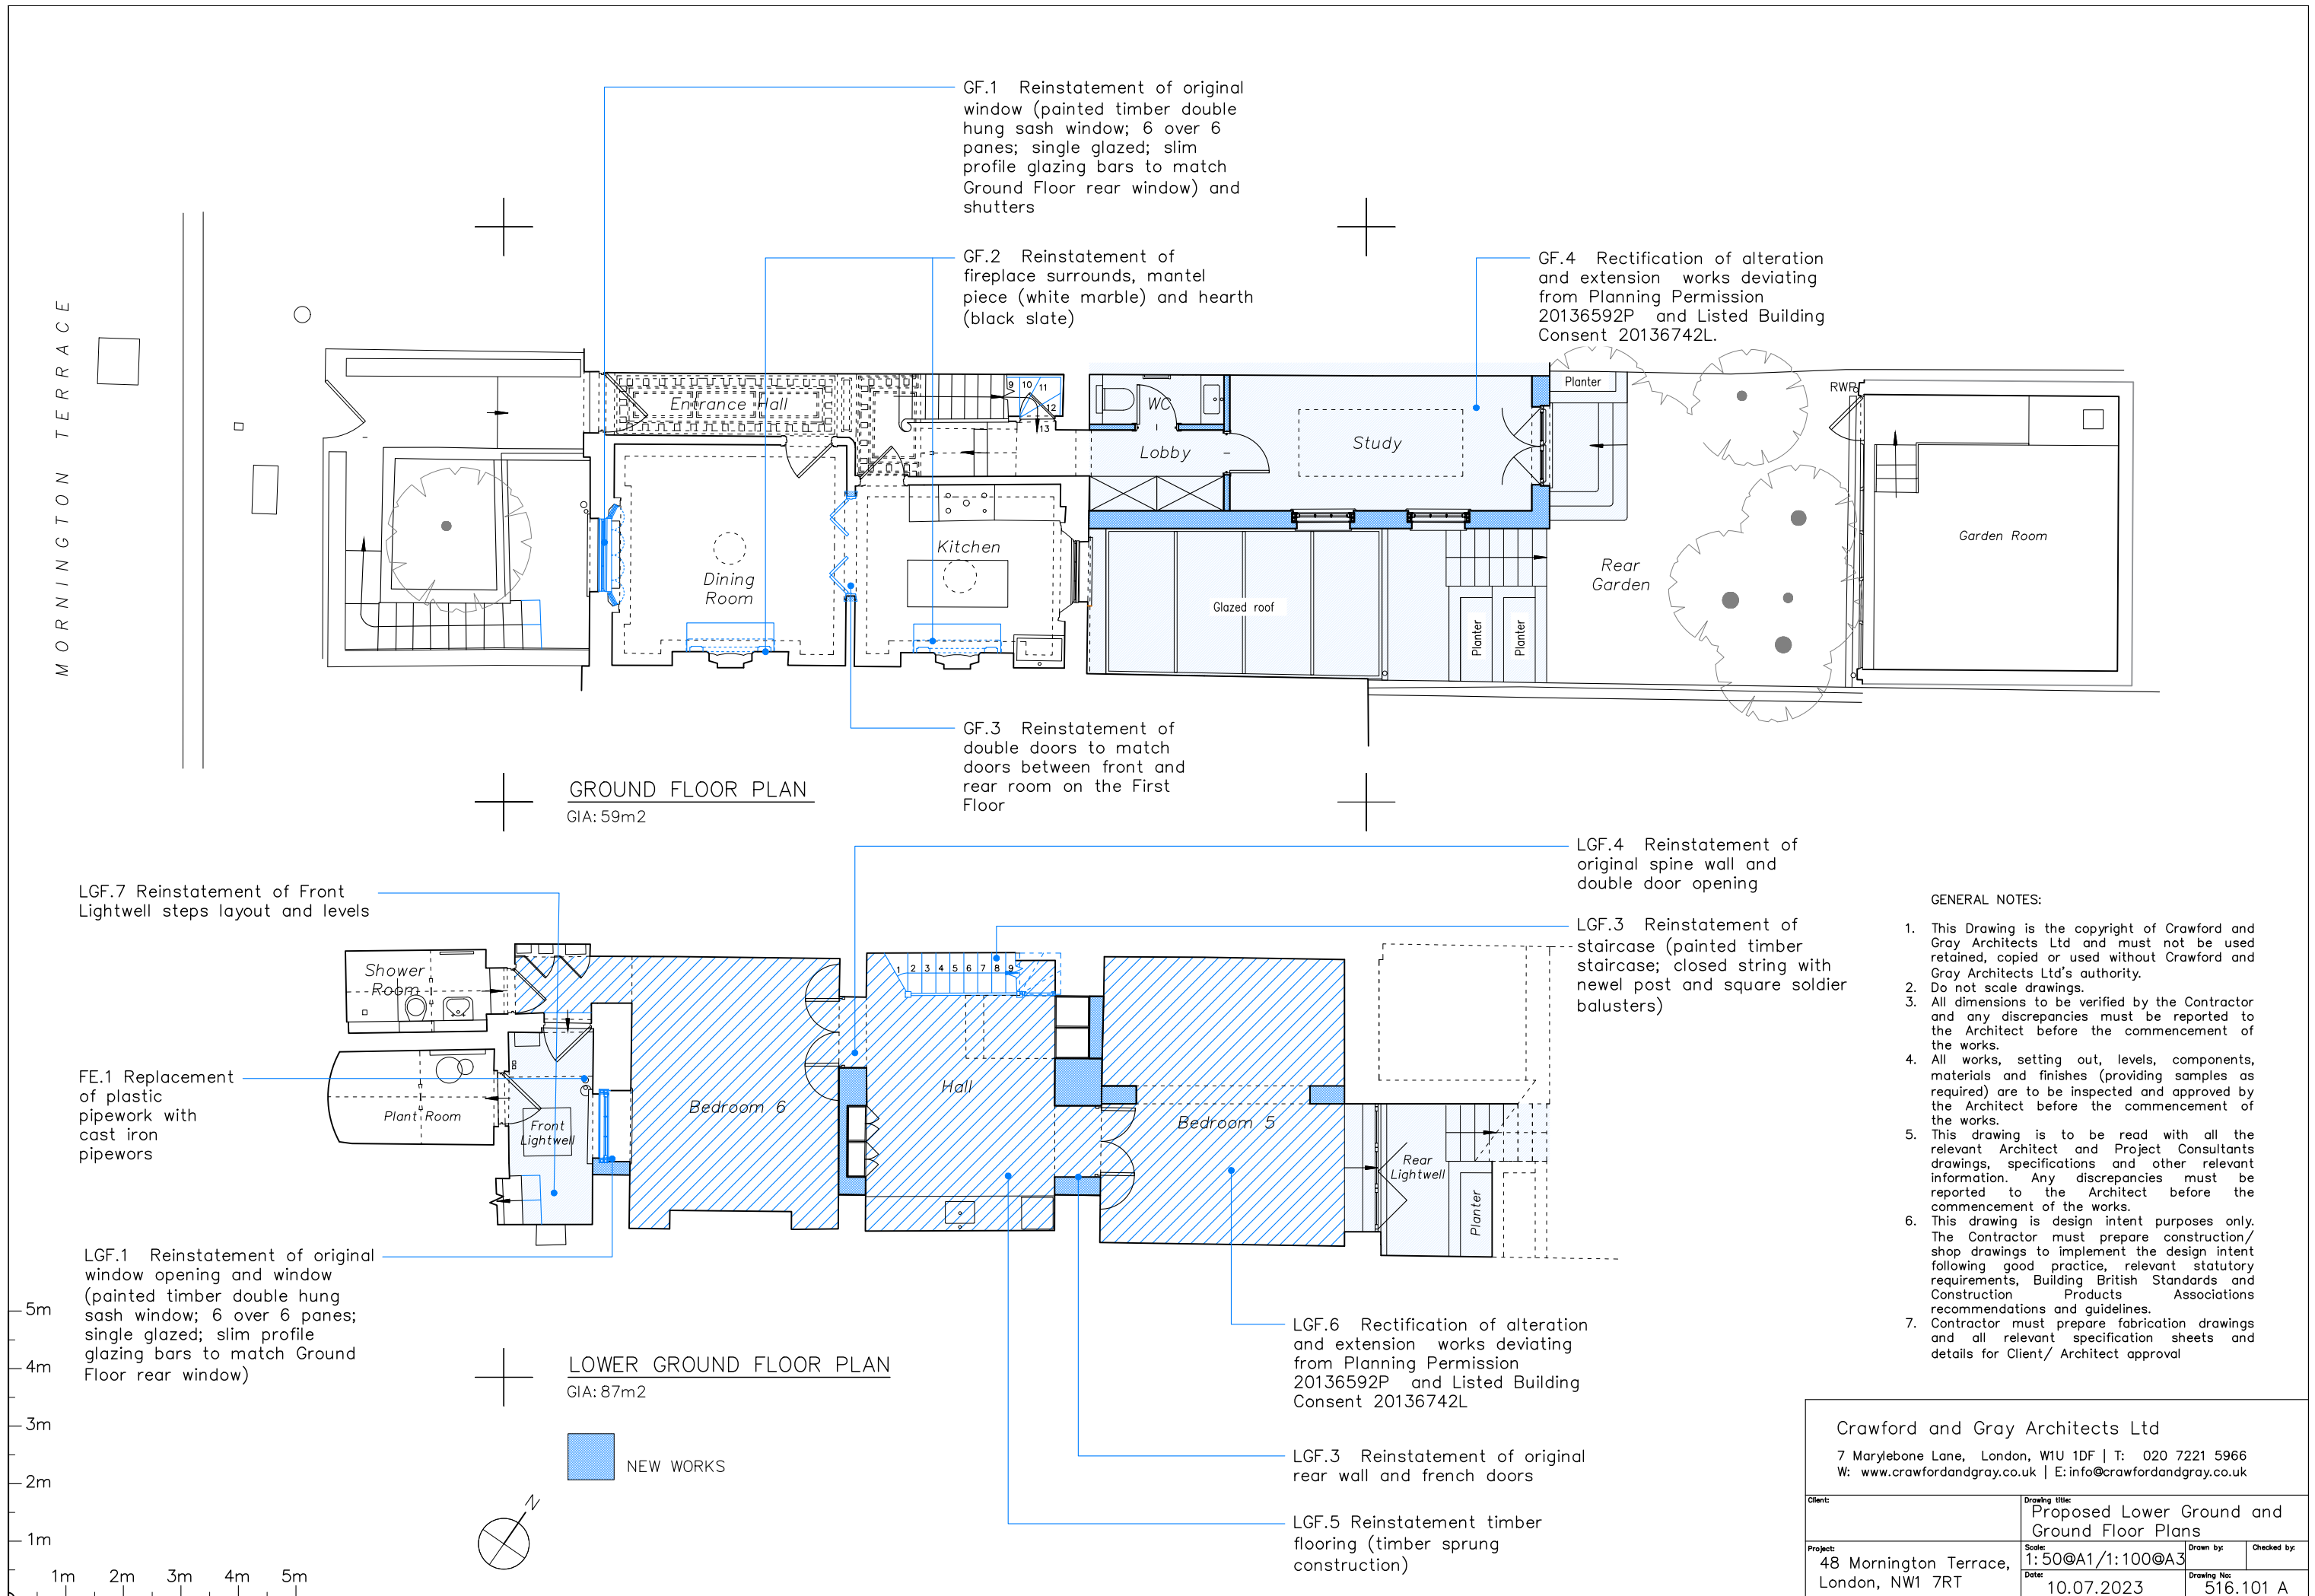 GF.1 Reinstatement of original
window (painted timber double
hung sash window; 6 over 6
panes; single glazed; slim
profile glazing bars to match
Ground Floor rear window) and
shutters
GF.2 Reinstatement of
fireplace surrounds, mantel
piece (white marble) and hearth
(black slate)
GF.4 Rectification of alteration
and extension works deviating
from Planning Permission
20136592P and Listed Building
Consent 20136742L.
MORNINGTON TERRACE
Entrance Hall
9 10 11
12
13
WC
Lobby
Study
Planter
RWP
Dining
Room
Kitchen
Glazed roof
Planter
Planter
Rear
Garden
Garden Room
GF.3 Reinstatement of
double doors to match
doors between front and
rear room on the First
Floor
GROUND FLOOR PLAN
GIA: 59m2
LGF.7 Reinstatement of Front
Lightwell steps layout and levels
LGF.4 Reinstatement of
original spine wall and
double door opening
LGF.3 Reinstatement of
staircase (painted timber
staircase; closed string with
newel post and square soldier
balusters)
FE.1 Replacement
of plastic
pipework with
cast iron
pipewors
Shower
Room
Plant Room
Front
Lightwell
Bedroom 6
1 2 3 4 5 6 7 8 9
Hall
Bedroom 5
Rear
Lightwell
Planter
LGF.1 Reinstatement of original
window opening and window
(painted timber double hung
sash window; 6 over 6 panes;
single glazed; slim profile
glazing bars to match Ground
Floor rear window)
LOWER GROUND FLOOR PLAN
GIA: 87m2
NEW WORKS
N
LGF.6 Rectification of alteration
and extension works deviating
from Planning Permission
20136592P and Listed Building
Consent 20136742L
LGF.3 Reinstatement of original
rear wall and french doors
LGF.5 Reinstatement timber
flooring (timber sprung
construction)
5m
4m
3m
2m
1m
1m 2m 3m 4m 5m
GENERAL NOTES:
1. This Drawing is the copyright of Crawford and
Gray Architects Ltd and must not be used
retained, copied or used without Crawford and
Gray Architects Ltd's authority.
2. Do not scale drawings.
3. All dimensions to be verified by the Contractor
and any discrepancies must be reported to
the Architect before the commencement of
the works.
4. All works, setting out, levels, components,
materials and finishes (providing samples as
required) are to be inspected and approved by
the Architect before the commencement of
the works.
5. This drawing is to be read with all the
relevant Architect and Project Consultants
drawings, specifications and other relevant
information. Any discrepancies must be
reported to the Architect before the
commencement of the works.
6. This drawing is design intent purposes only.
The Contractor must prepare construction/
shop drawings to implement the design intent
following good practice, relevant statutory
requirements, Building British Standards and
Construction Products Associations
recommendations and guidelines.
7. Contractor must prepare fabrication drawings
and all relevant specification sheets and
details for Client/ Architect approval
Crawford and Gray Architects Ltd
7 Marylebone Lane, London, W1U 1DF | T: 020 7221 5966
W: www.crawfordandgray.co.uk | E: info@crawfordandgray.co.uk
Client:
Drawing title:
Proposed Lower Ground and
Ground Floor Plans
Project:
48 Mornington Terrace,
London, NW1 7RT
Scale:
1:50@A1/1:100@A3
Drawn by:
Checked by:
Date:
10.07.2023
Drawing No:
516.101 A